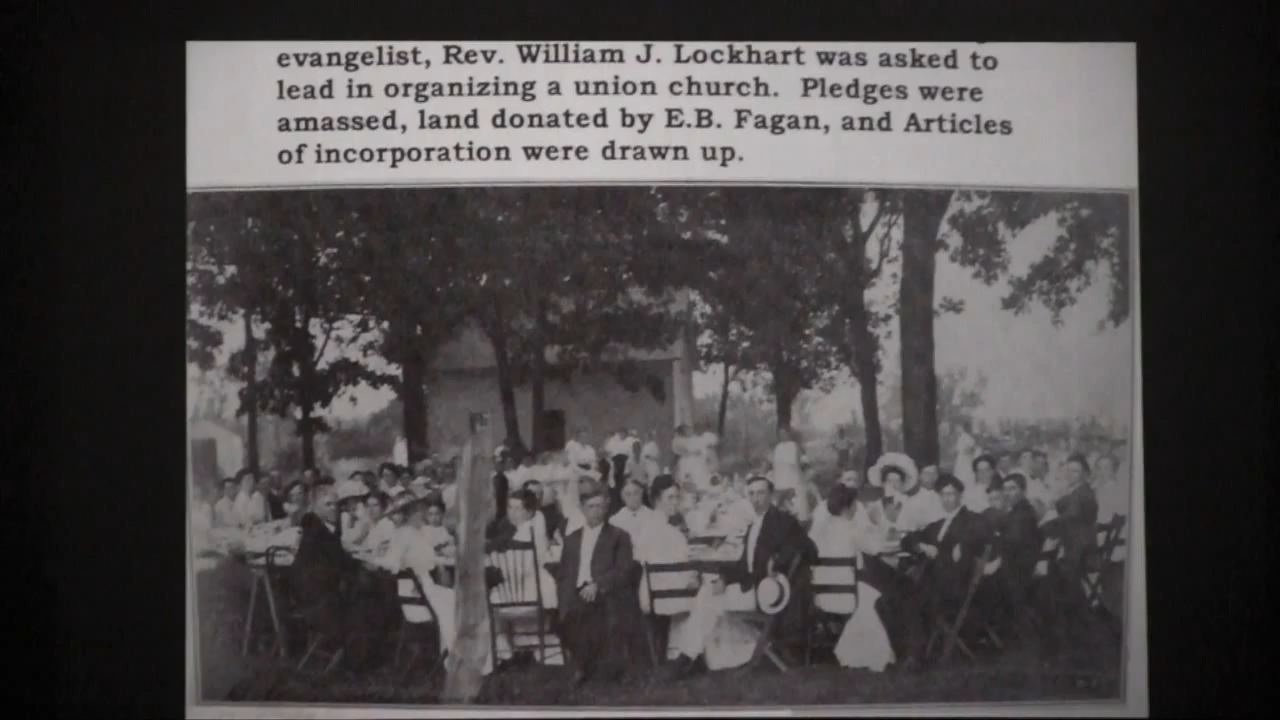 evangelist, Rev. William J. Lockhart was asked to
lead in organizing a union church. Pledges were
amassed, land donated by E.B. Fagan, and Articles
of incorporation were drawn up.